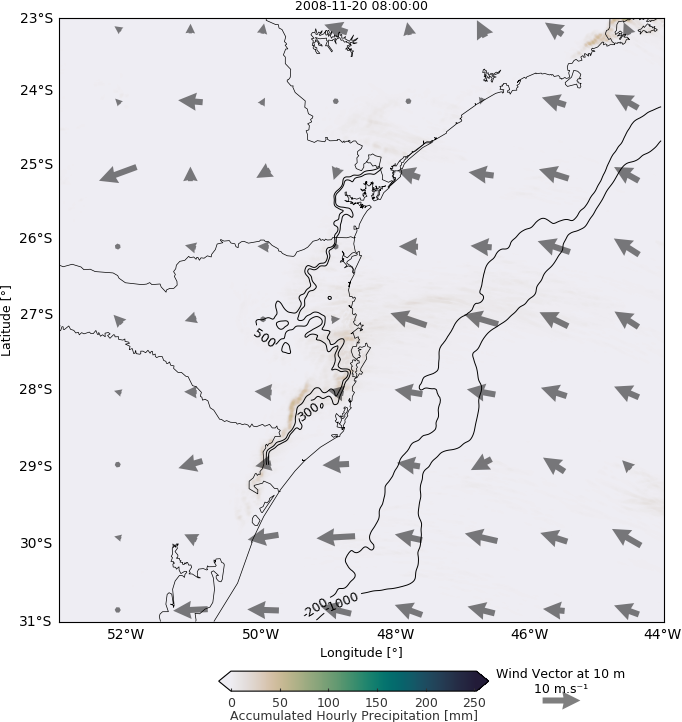 2008-11-20 08:00:00
23°S
24°S
25°S
26°S
27°S
28°S
29°S
30°S
31°S
Latitude [°]
500
300
-200
-1000
52°W 50°W 48°W 46°W 44°W
Longitude [°]
0 50 100 150 200 250
Accumulated Hourly Precipitation [mm]
Wind Vector at 10 m
10 m.s⁻¹